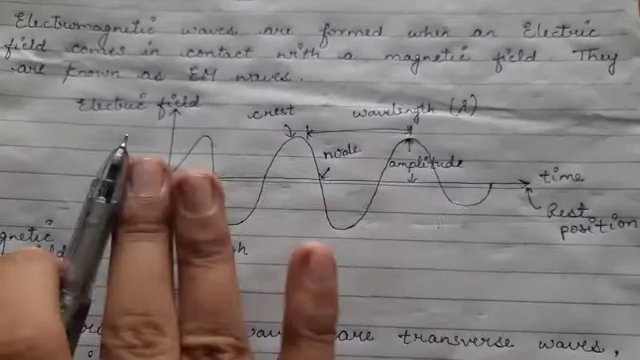 Electromagnetic waves are formed when an Electric
field comes in contact with a magnetic field They
are known as EM waves.
Electric field
crest
wavelength (λ)
node
amplitude
time
Rest
position
are transverse waves,